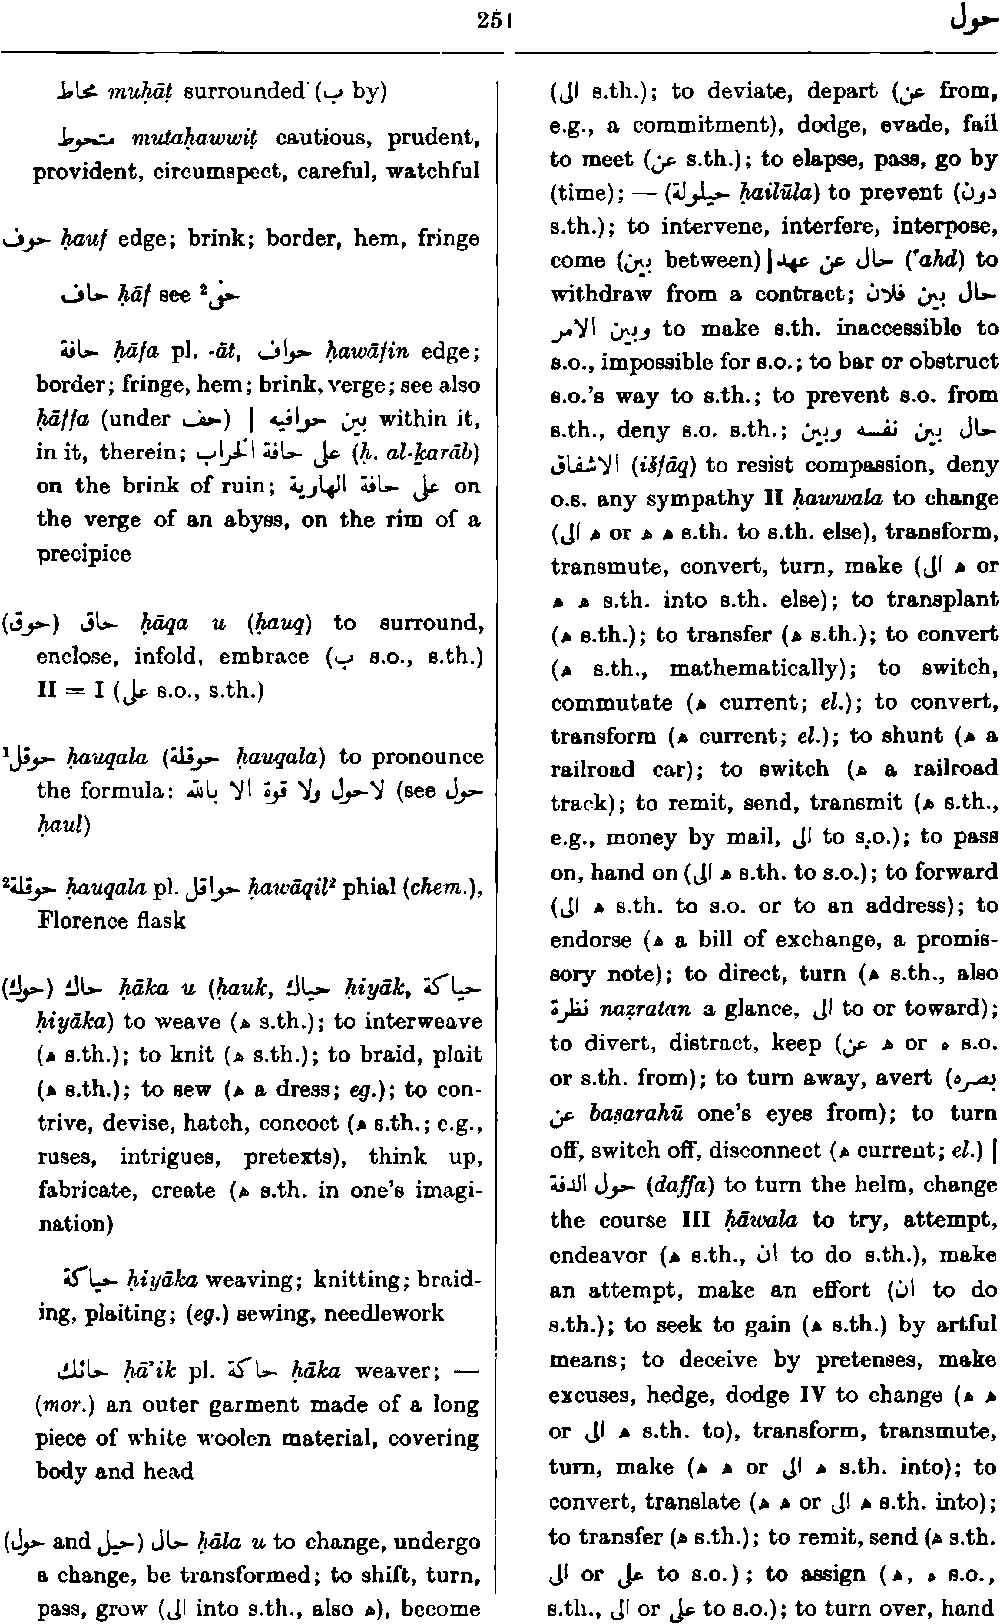 251
حول
محاط muḥāṭ surrounded (ب by)
متحوط mutaḥawwiṭ cautious, prudent,
provident, circumspect, careful, watchful
حوف ḥauf edge; brink; border, hem, fringe
حاف ḥāf see ²حق
حافة ḥāfa pl. -āt, حواف ḥawāfin edge;
border; fringe, hem; brink, verge; see also
ḥāffa (under حف) | بين حوافيه within it,
in it, therein; على حافة الخراب (ḥ. al-ḵarāb)
on the brink of ruin; على حافة الهاوية on
the verge of an abyss, on the rim of a
precipice
(حوق) حاق ḥāqa u (ḥauq) to surround,
enclose, infold, embrace (ب s.o., s.th.)
II = I (على s.o., s.th.)
¹حوقل ḥauqala (حوقلة ḥauqala) to pronounce
the formula: لا حول ولا قوة الا بالله (see حول
ḥaul)
²حوقلة ḥauqala pl. حواقل ḥawāqil² phial (chem.),
Florence flask
(حوك) حاك ḥāka u (ḥauk, حياك ḥiyāk, حياكة
ḥiyāka) to weave (ه s.th.); to interweave
(ه s.th.); to knit (ه s.th.); to braid, plait
(ه s.th.); to sew (ه a dress; eg.); to con-
trive, devise, hatch, concoct (ه s.th.; e.g.,
ruses, intrigues, pretexts), think up,
fabricate, create (ه s.th. in one's imagi-
nation)
حياكة ḥiyāka weaving; knitting; braid-
ing, plaiting; (eg.) sewing, needlework
حائك ḥā'ik pl. حاكة ḥāka weaver; —
(mor.) an outer garment made of a long
piece of white woolen material, covering
body and head
(حول and حيل) حال ḥāla u to change, undergo
a change, be transformed; to shift, turn,
pass, grow (الى into s.th., also ه), become
(الى s.th.); to deviate, depart (عن from,
e.g., a commitment), dodge, evade, fail
to meet (عن s.th.); to elapse, pass, go by
(time); — (حيلولة ḥailūla) to prevent (دون
s.th.); to intervene, interfere, interpose,
come (بين between) | حال عن عهد ('ahd) to
withdraw from a contract; حال بين فلان
وبين الامر to make s.th. inaccessible to
s.o., impossible for s.o.; to bar or obstruct
s.o.'s way to s.th.; to prevent s.o. from
s.th., deny s.o. s.th.; حال بين نفسه وبين
الاشفاق (išfāq) to resist compassion, deny
o.s. any sympathy II ḥawwala to change
(الى ه or ه ه s.th. to s.th. else), transform,
transmute, convert, turn, make (الى ه or
ه ه s.th. into s.th. else); to transplant
(ه s.th.); to transfer (ه s.th.); to convert
(ه s.th., mathematically); to switch,
commutate (ه current; el.); to convert,
transform (ه current; el.); to shunt (ه a
railroad car); to switch (ه a railroad
track); to remit, send, transmit (ه s.th.,
e.g., money by mail, الى to s.o.); to pass
on, hand on (الى ه s.th. to s.o.); to forward
(الى ه s.th. to s.o. or to an address); to
endorse (ه a bill of exchange, a promis-
sory note); to direct, turn (ه s.th., also
نظرة naẓratan a glance, الى to or toward);
to divert, distract, keep (عن ه or ه s.o.
or s.th. from); to turn away, avert (بصره
عن baṣarahū one's eyes from); to turn
off, switch off, disconnect (ه current; el.) |
حول الدفة (daffa) to turn the helm, change
the course III ḥāwala to try, attempt,
endeavor (ه s.th., ان to do s.th.), make
an attempt, make an effort (ان to do
s.th.); to seek to gain (ه s.th.) by artful
means; to deceive by pretenses, make
excuses, hedge, dodge IV to change (ه ه
or الى ه s.th. to), transform, transmute,
turn, make (ه ه or الى ه s.th. into); to
convert, translate (ه ه or الى ه s.th. into);
to transfer (ه s.th.); to remit, send (ه s.th.
الى or على to s.o.); to assign (ه, ه s.o.,
s.th., الى or على to s.o.); to turn over, hand